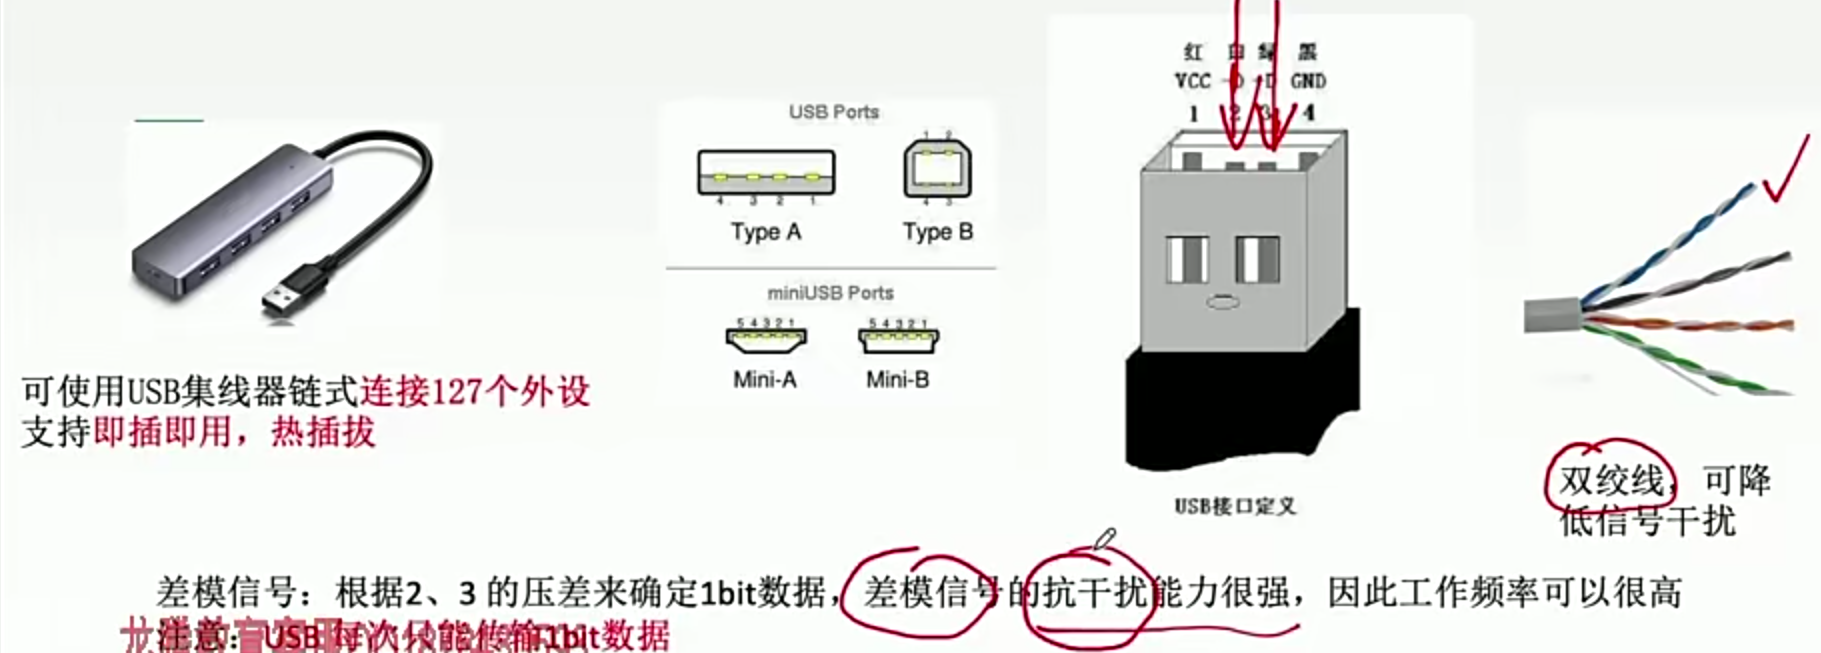 可使用USB集线器链式连接127个外设
支持即插即用，热插拔
USB Ports
1 2
4 3 2 1
4 3
Type A
Type B
miniUSB Ports
5 4 3 2 1
5 4 3 2 1
Mini-A
Mini-B
红 白 绿 黑
VCC -D +D GND
1 2 3 4
USB接口定义
双绞线，可降
低信号干扰
差模信号：根据2、3 的压差来确定1bit数据，差模信号的抗干扰能力很强，因此工作频率可以很高
注意：USB 每次只能传输1bit数据